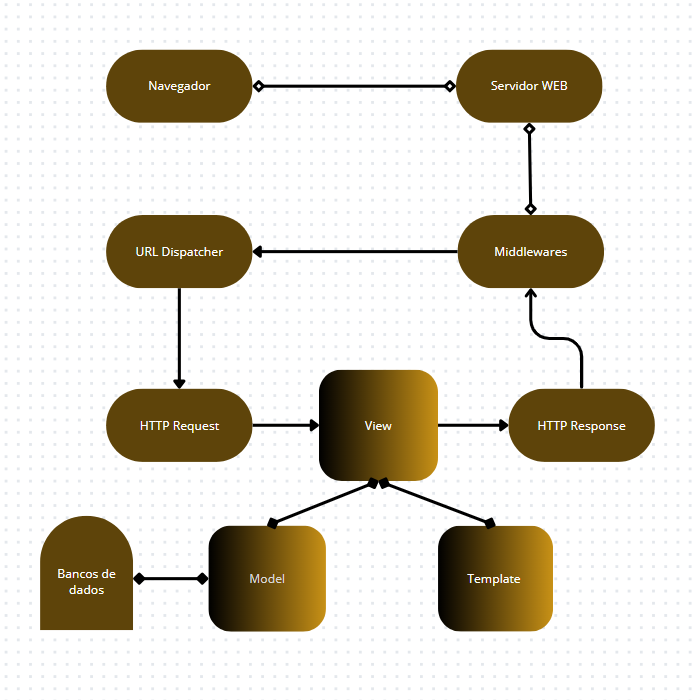 Navegador
Servidor WEB
URL Dispatcher
Middlewares
HTTP Request
View
HTTP Response
Bancos de
dados
Model
Template